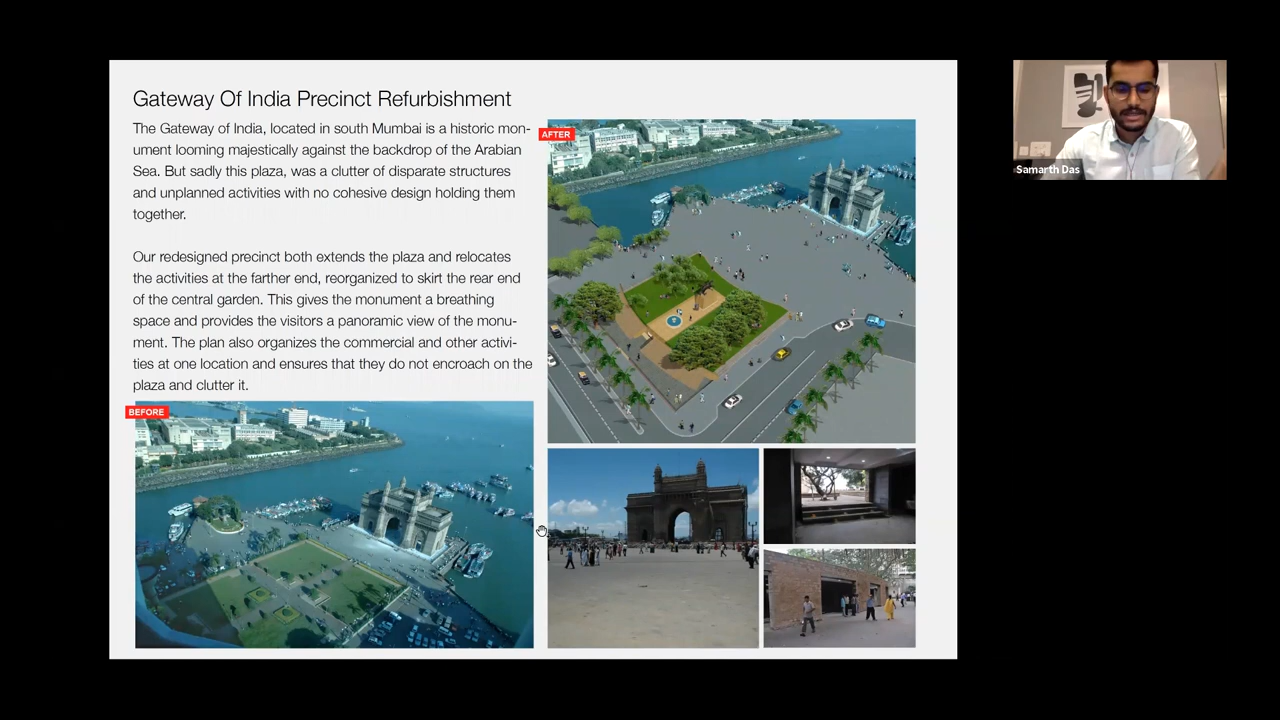 Gateway Of India Precinct Refurbishment
The Gateway of India, located in south Mumbai is a historic mon-
ument looming majestically against the backdrop of the Arabian
Sea. But sadly this plaza, was a clutter of disparate structures
and unplanned activities with no cohesive design holding them
together.
Our redesigned precinct both extends the plaza and relocates
the activities at the farther end, reorganized to skirt the rear end
of the central garden. This gives the monument a breathing
space and provides the visitors a panoramic view of the monu-
ment. The plan also organizes the commercial and other activi-
ties at one location and ensures that they do not encroach on the
plaza and clutter it.
BEFORE
AFTER
Samarth Das